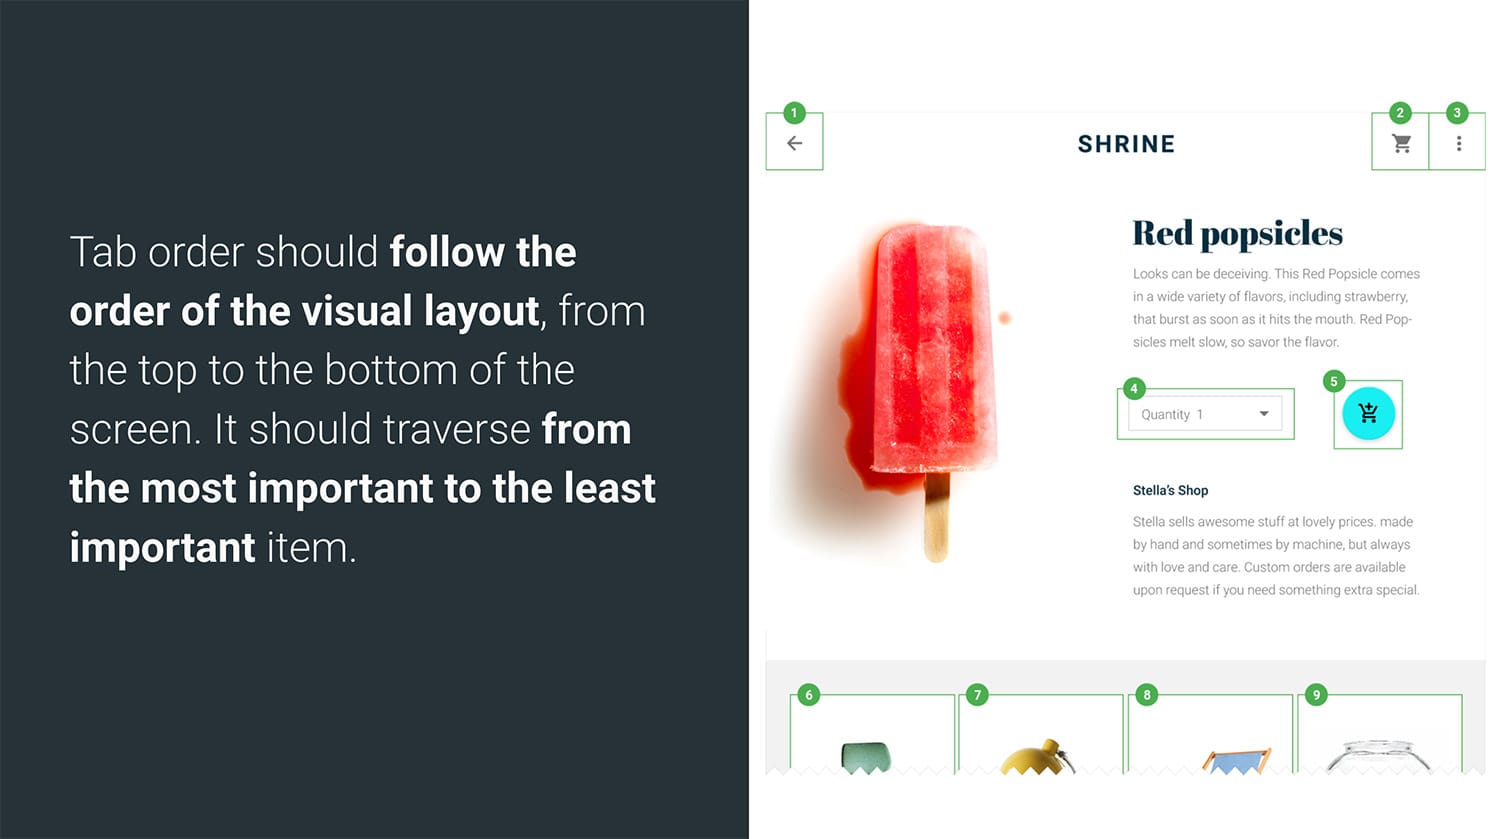 Tab order should follow the
order of the visual layout, from
the top to the bottom of the
screen. It should traverse from
the most important to the least
important item.
1
2
3
SHRINE
Red popsicles
Looks can be deceiving. This Red Popsicle comes
in a wide variety of flavors, including strawberry,
that burst as soon as it hits the mouth. Red Pop-
sicles melt slow, so savor the flavor.
4
5
Quantity 1
Stella’s Shop
Stella sells awesome stuff at lovely prices. made
by hand and sometimes by machine, but always
with love and care. Custom orders are available
upon request if you need something extra special.
6
7
8
9